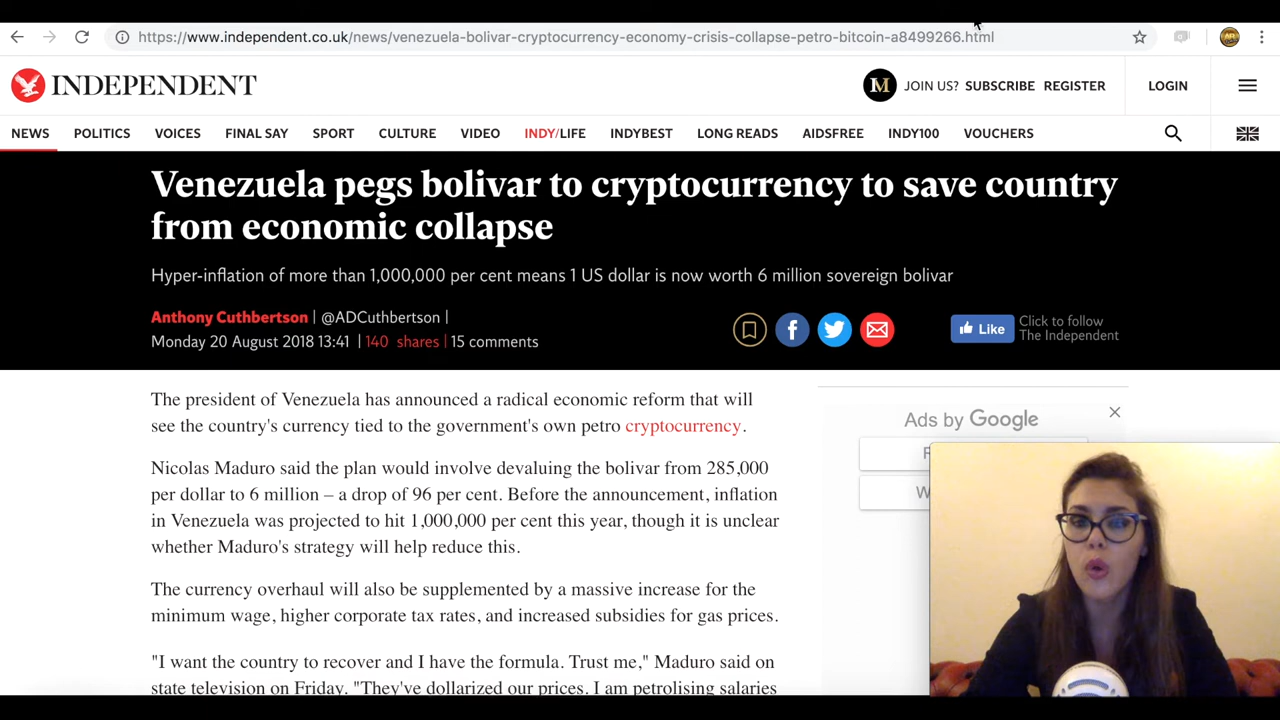 https://www.independent.co.uk/news/venezuela-bolivar-cryptocurrency-economy-crisis-collapse-petro-bitcoin-a8499266.html
INDEPENDENT
JOIN US? SUBSCRIBE REGISTER
LOGIN
NEWS POLITICS VOICES FINAL SAY SPORT CULTURE VIDEO INDY/LIFE INDYBEST LONG READS AIDSFREE INDY100 VOUCHERS
Venezuela pegs bolivar to cryptocurrency to save country
from economic collapse
Hyper-inflation of more than 1,000,000 per cent means 1 US dollar is now worth 6 million sovereign bolivar
Anthony Cuthbertson | @ADCuthbertson |
Monday 20 August 2018 13:41 | 140 shares | 15 comments
Like
Click to follow
The Independent
The president of Venezuela has announced a radical economic reform that will
see the country's currency tied to the government's own petro cryptocurrency.
Nicolas Maduro said the plan would involve devaluing the bolivar from 285,000
per dollar to 6 million – a drop of 96 per cent. Before the announcement, inflation
in Venezuela was projected to hit 1,000,000 per cent this year, though it is unclear
whether Maduro's strategy will help reduce this.
The currency overhaul will also be supplemented by a massive increase for the
minimum wage, higher corporate tax rates, and increased subsidies for gas prices.
"I want the country to recover and I have the formula. Trust me," Maduro said on
state television on Friday. "They've dollarized our prices. I am petrolising salaries
Ads by Google